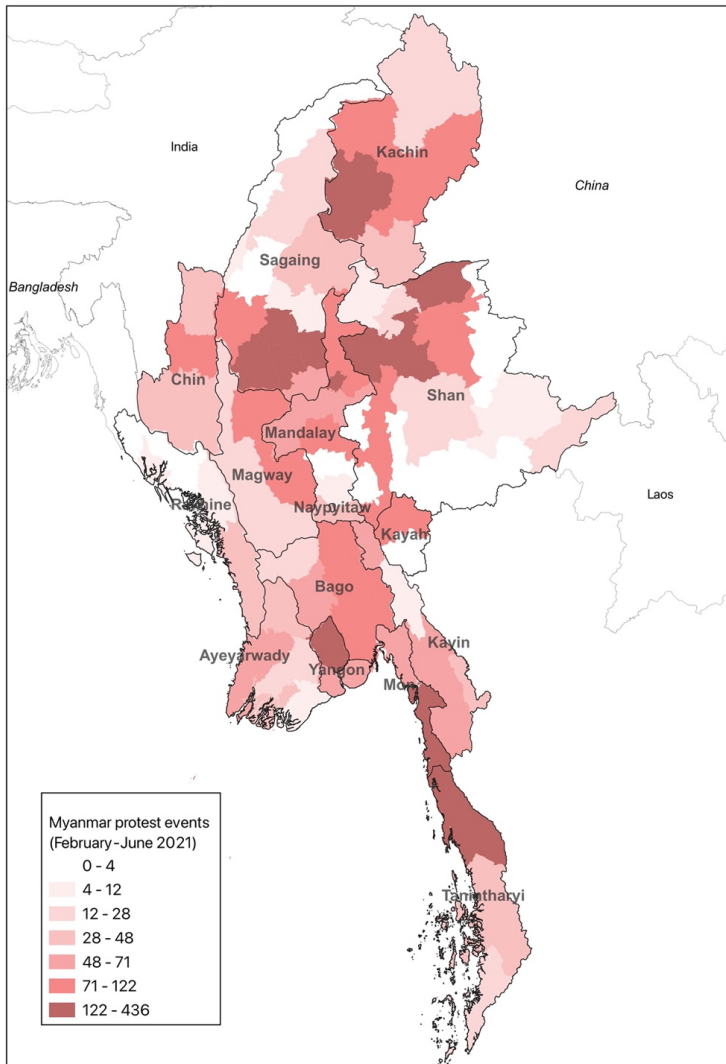 India
Kachin
China
Sagaing
Bangladesh
Chin
Shan
Mandalay
Magway
Rakhine
Naypyitaw
Laos
Kayah
Bago
Ayeyarwady
Yangon
Kayin
Mon
Tanintharyi
Myanmar protest events
(February-June 2021)
0 - 4
4 - 12
12 - 28
28 - 48
48 - 71
71 - 122
122 - 436